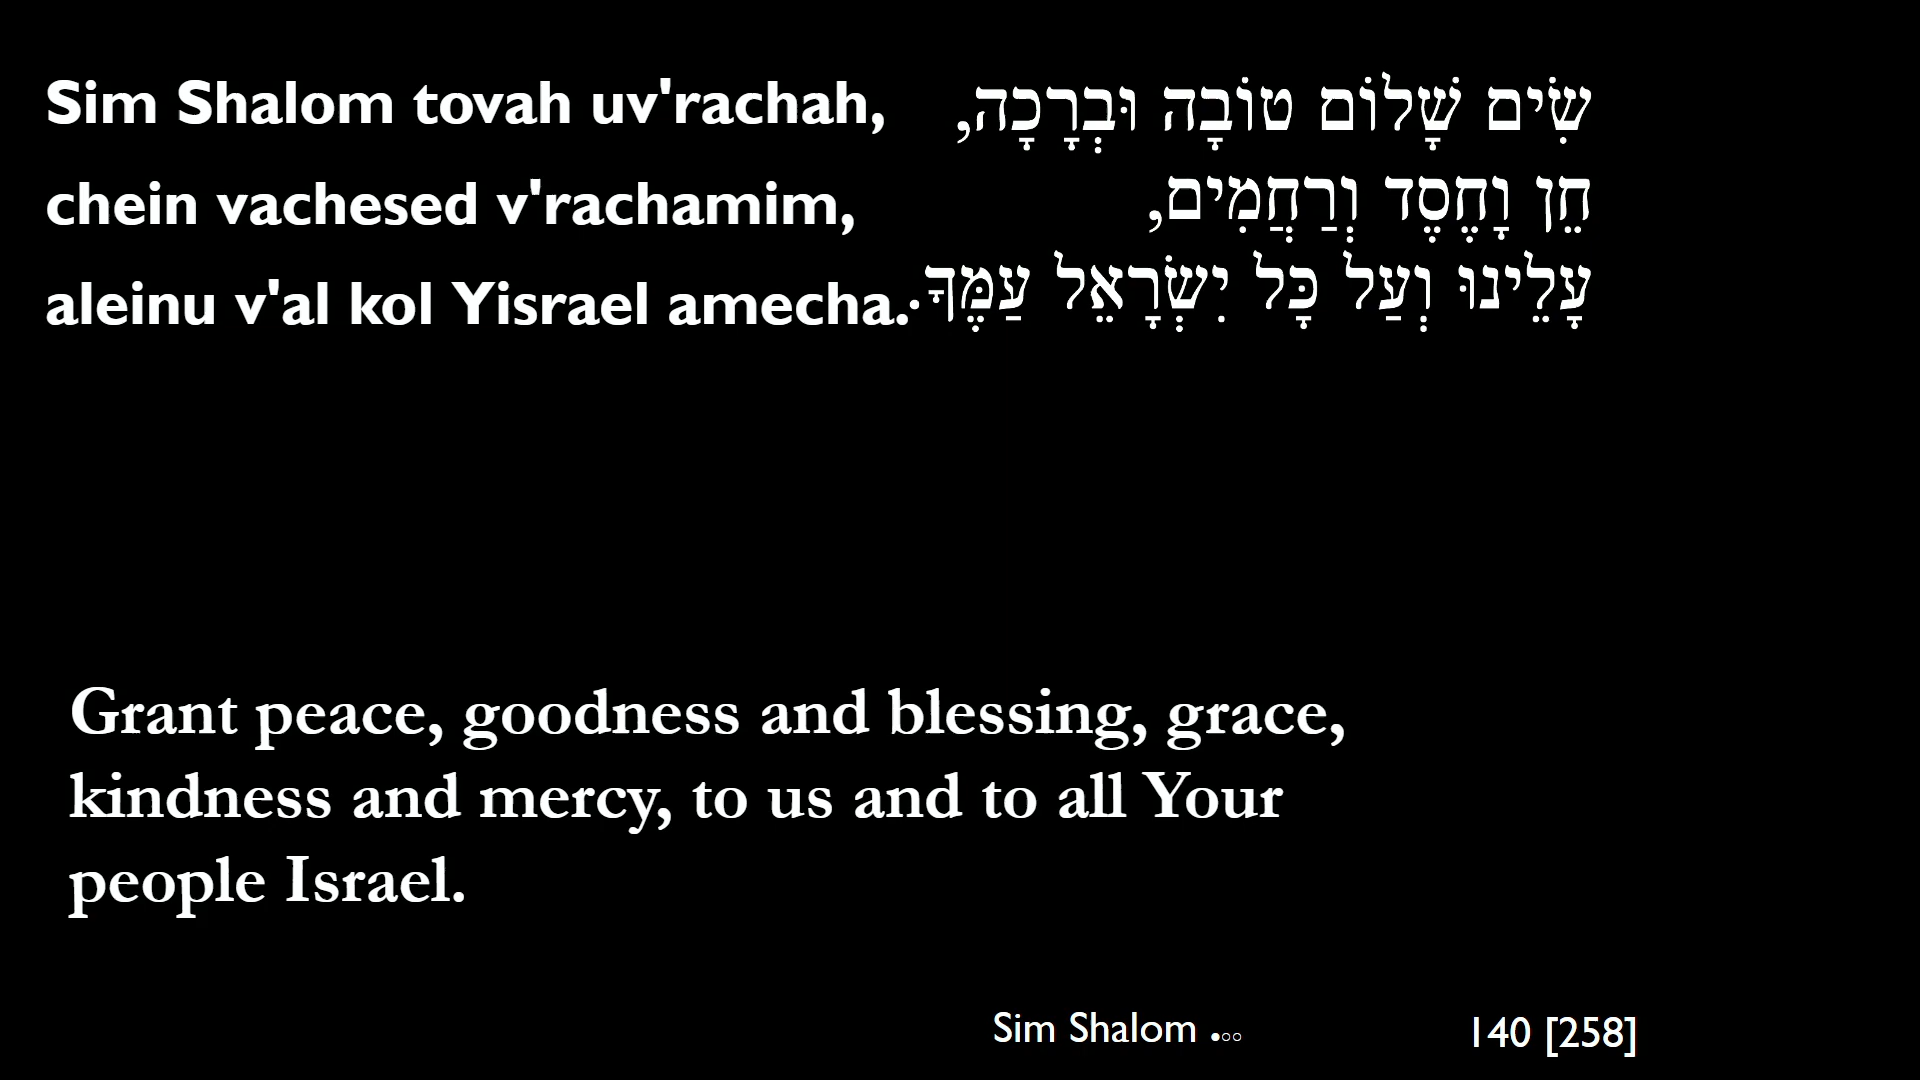 Sim Shalom tovah uv'rachah,
chein vachesed v'rachamim,
aleinu v'al kol Yisrael amecha.
שִׂים שָׁלוֹם טוֹבָה וּבְרָכָה,
חֵן וָחֶסֶד וְרַחֲמִים,
עָלֵינוּ וְעַל כָּל יִשְׂרָאֵל עַמֶּךָ.
Grant peace, goodness and blessing, grace,
kindness and mercy, to us and to all Your
people Israel.
Sim Shalom ●○○
140 [258]